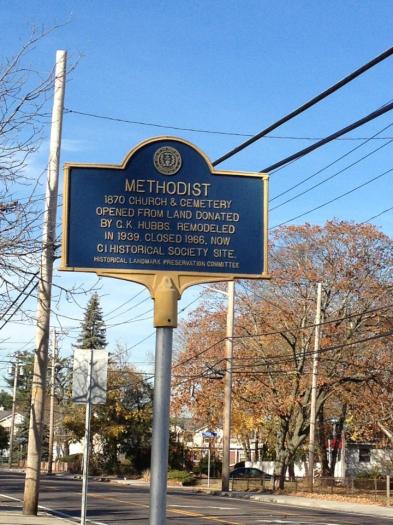 METHODIST
1870 CHURCH & CEMETERY
OPENED FROM LAND DONATED
BY C.K. HUBBS. REMODELED
IN 1939. CLOSED 1966, NOW
C I HISTORICAL SOCIETY SITE.
HISTORICAL LANDMARK PRESERVATION COMMITTEE